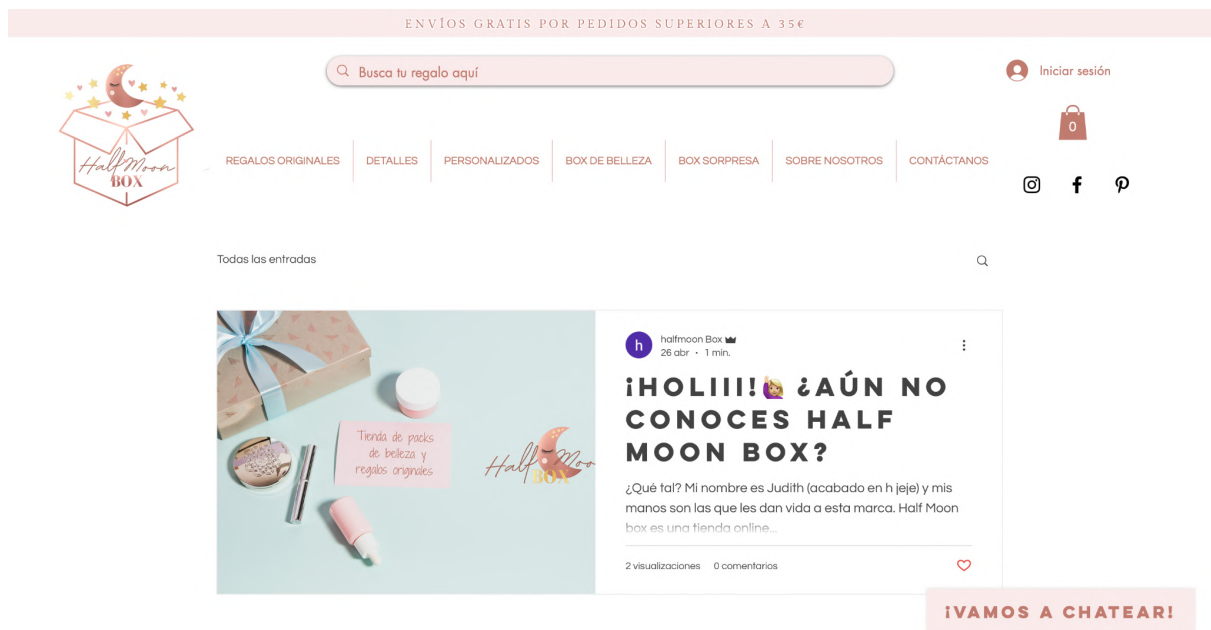 ENVÍOS GRATIS POR PEDIDOS SUPERIORES A 35€
Busca tu regalo aquí
Iniciar sesión
0
Half Moon
BOX
REGALOS ORIGINALES
DETALLES
PERSONALIZADOS
BOX DE BELLEZA
BOX SORPRESA
SOBRE NOSOTROS
CONTÁCTANOS
Todas las entradas
Tienda de packs
de belleza y
regalos originales
Half Moo
BOX
h
halfmoon Box
26 abr · 1 min.
¡HOLIII!🙋🏼‍♀️ ¿AÚN NO
CONOCES HALF
MOON BOX?
¿Qué tal? Mi nombre es Judith (acabado en h jeje) y mis
manos son las que les dan vida a esta marca. Half Moon
box es una tienda online...
2 visualizaciones 0 comentarios
¡VAMOS A CHATEAR!